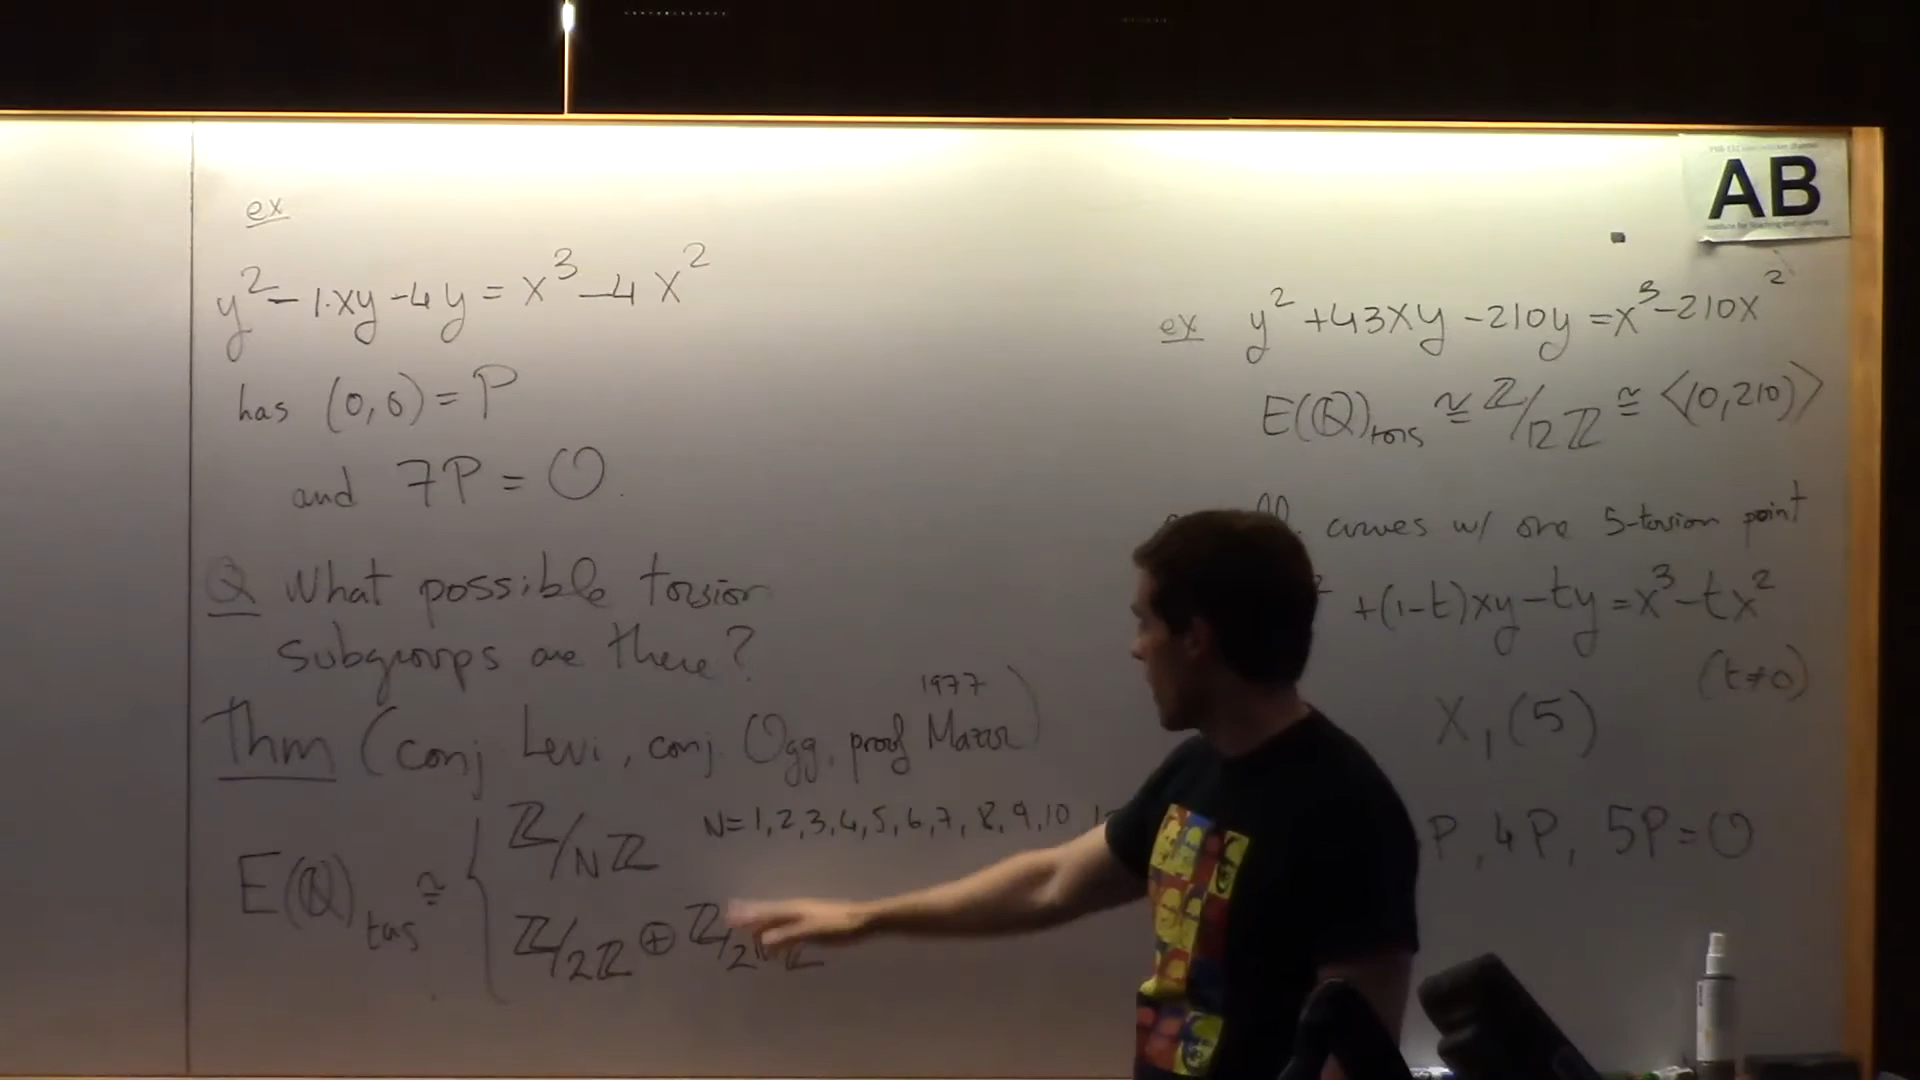 ex
y² - 1·xy - 4y = x³ - 4x²
has (0,0) = P
and 7P = O.
Q What possible torsion
subgroups are there?
1977
Thm (conj Levi, conj. Ogg, proof Mazur)
E(Q)tors ≅ { Z/NZ N=1,2,3,4,5,6,7,8,9,10
Z/2Z ⊕ Z/2
AB
ex y² + 43xy - 210y = x³ - 210x²
E(Q)tors ≅ Z/12Z ≅ ⟨(0,210)⟩
curves w/ one 5-torsion point
+(1-t)xy - ty = x³ - tx²
(t≠0)
X₁(5)
P, 4P, 5P = O